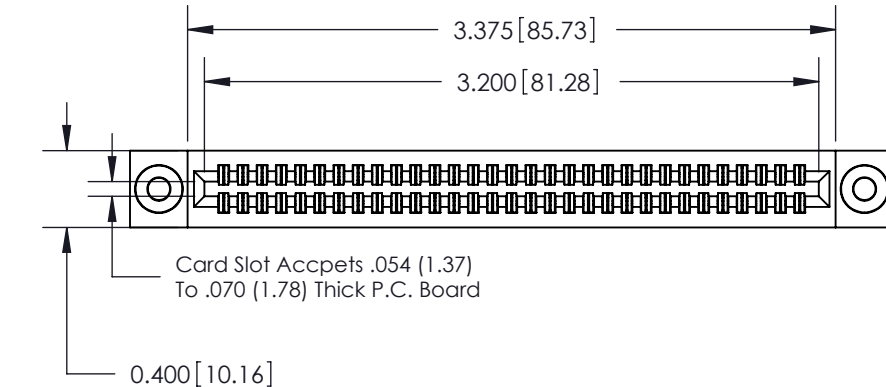 3.375[85.73]
3.200[81.28]
Card Slot Accpets .054 (1.37)
To .070 (1.78) Thick P.C. Board
0.400[10.16]